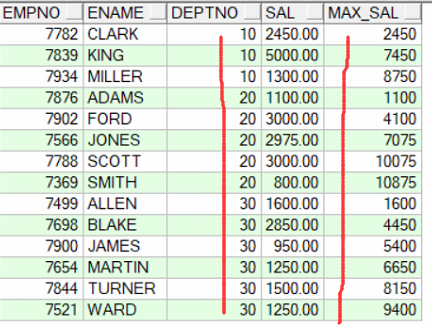 EMPNO ENAME DEPTNO SAL MAX_SAL
7782 CLARK 10 2450.00 2450
7839 KING 10 5000.00 7450
7934 MILLER 10 1300.00 8750
7876 ADAMS 20 1100.00 1100
7902 FORD 20 3000.00 4100
7566 JONES 20 2975.00 7075
7788 SCOTT 20 3000.00 10075
7369 SMITH 20 800.00 10875
7499 ALLEN 30 1600.00 1600
7698 BLAKE 30 2850.00 4450
7900 JAMES 30 950.00 5400
7654 MARTIN 30 1250.00 6650
7844 TURNER 30 1500.00 8150
7521 WARD 30 1250.00 9400